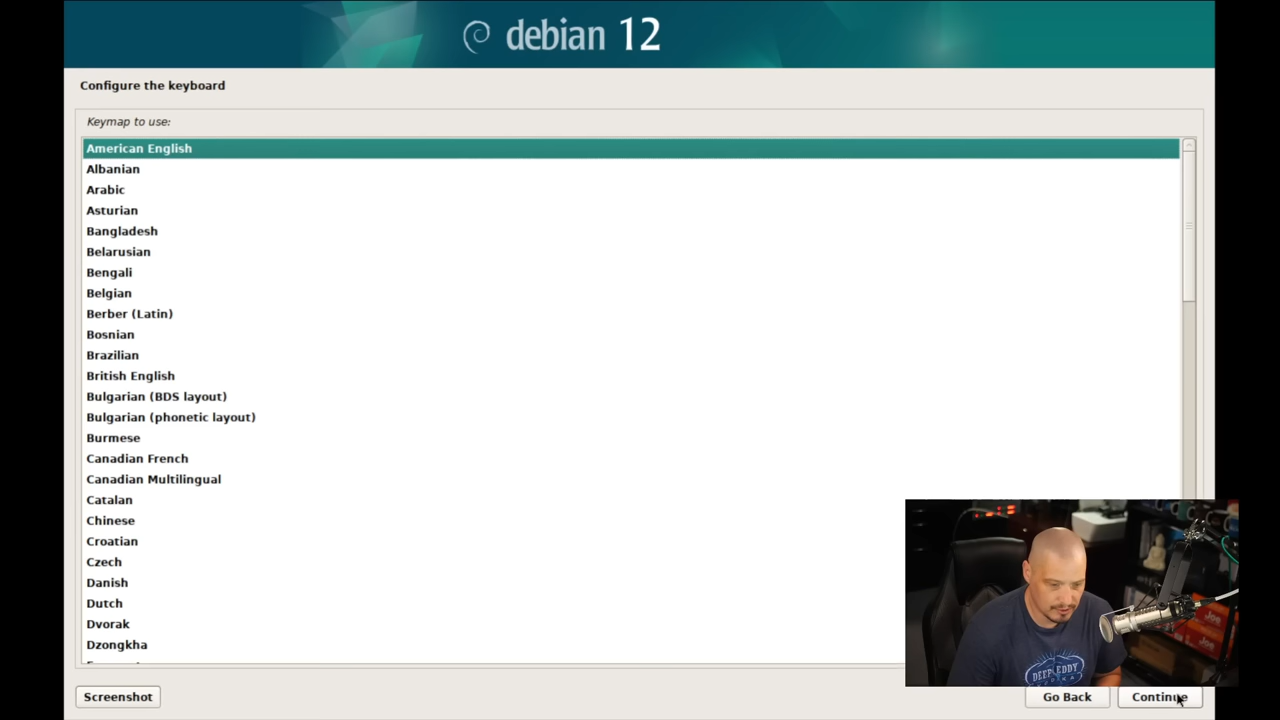 debian 12
Configure the keyboard
Keymap to use:
American English
Albanian
Arabic
Asturian
Bangladesh
Belarusian
Bengali
Belgian
Berber (Latin)
Bosnian
Brazilian
British English
Bulgarian (BDS layout)
Bulgarian (phonetic layout)
Burmese
Canadian French
Canadian Multilingual
Catalan
Chinese
Croatian
Czech
Danish
Dutch
Dvorak
Dzongkha
DEEP EDDY
Screenshot
Go Back
Continue